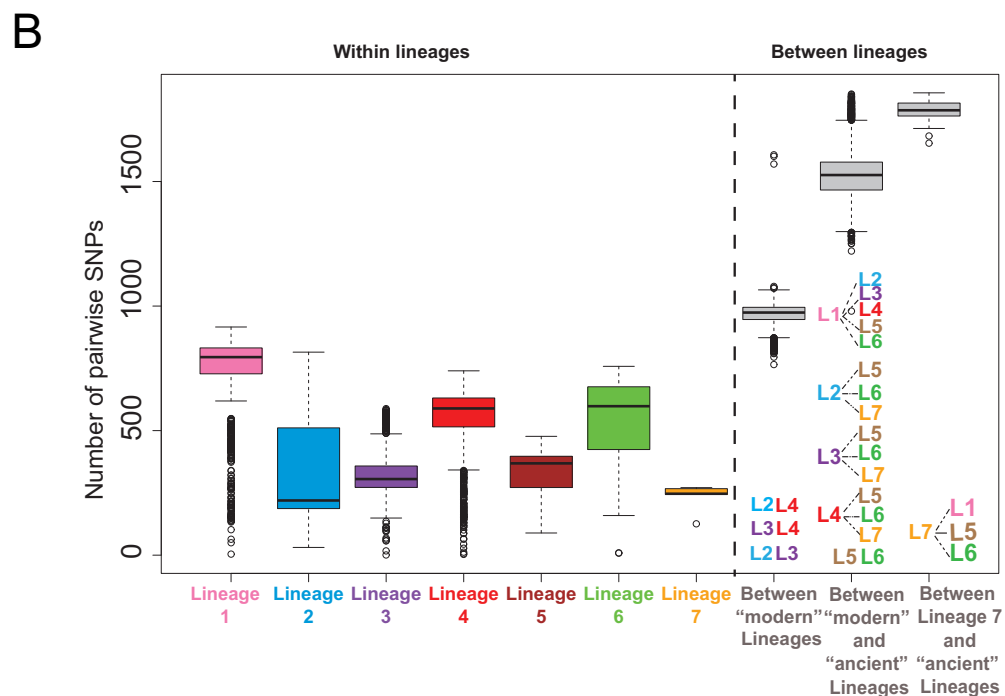 B
Within lineages
Between lineages
Number of pairwise SNPs
1500
1000
500
0
L2
L3
L1 L4
L5
L6
L5
L2 L6
L7
L5
L3 L6
L7
L5
L4 L6
L7
L5 L6
L2 L4
L3 L4
L2 L3
L1
L7 L5
L6
Lineage 1
Lineage 2
Lineage 3
Lineage 4
Lineage 5
Lineage 6
Lineage 7
Between
“modern”
Lineages
Between
“modern”
and
“ancient”
Lineages
Between
Lineage 7
and
“ancient”
Lineages